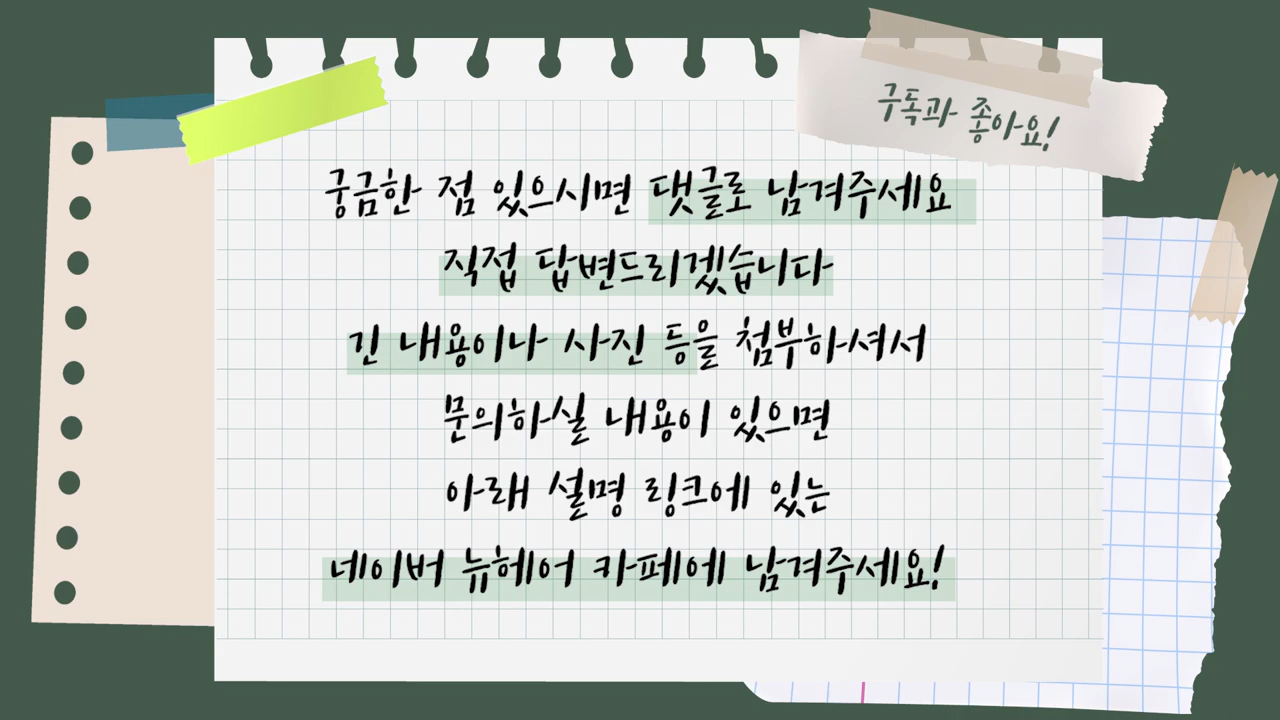 구독과 좋아요!
궁금한 점 있으시면 댓글로 남겨주세요
직접 답변드리겠습니다
긴 내용이나 사진 등을 첨부하셔서
문의하실 내용이 있으면
아래 설명 링크에 있는
네이버 뉴헤어 카페에 남겨주세요!